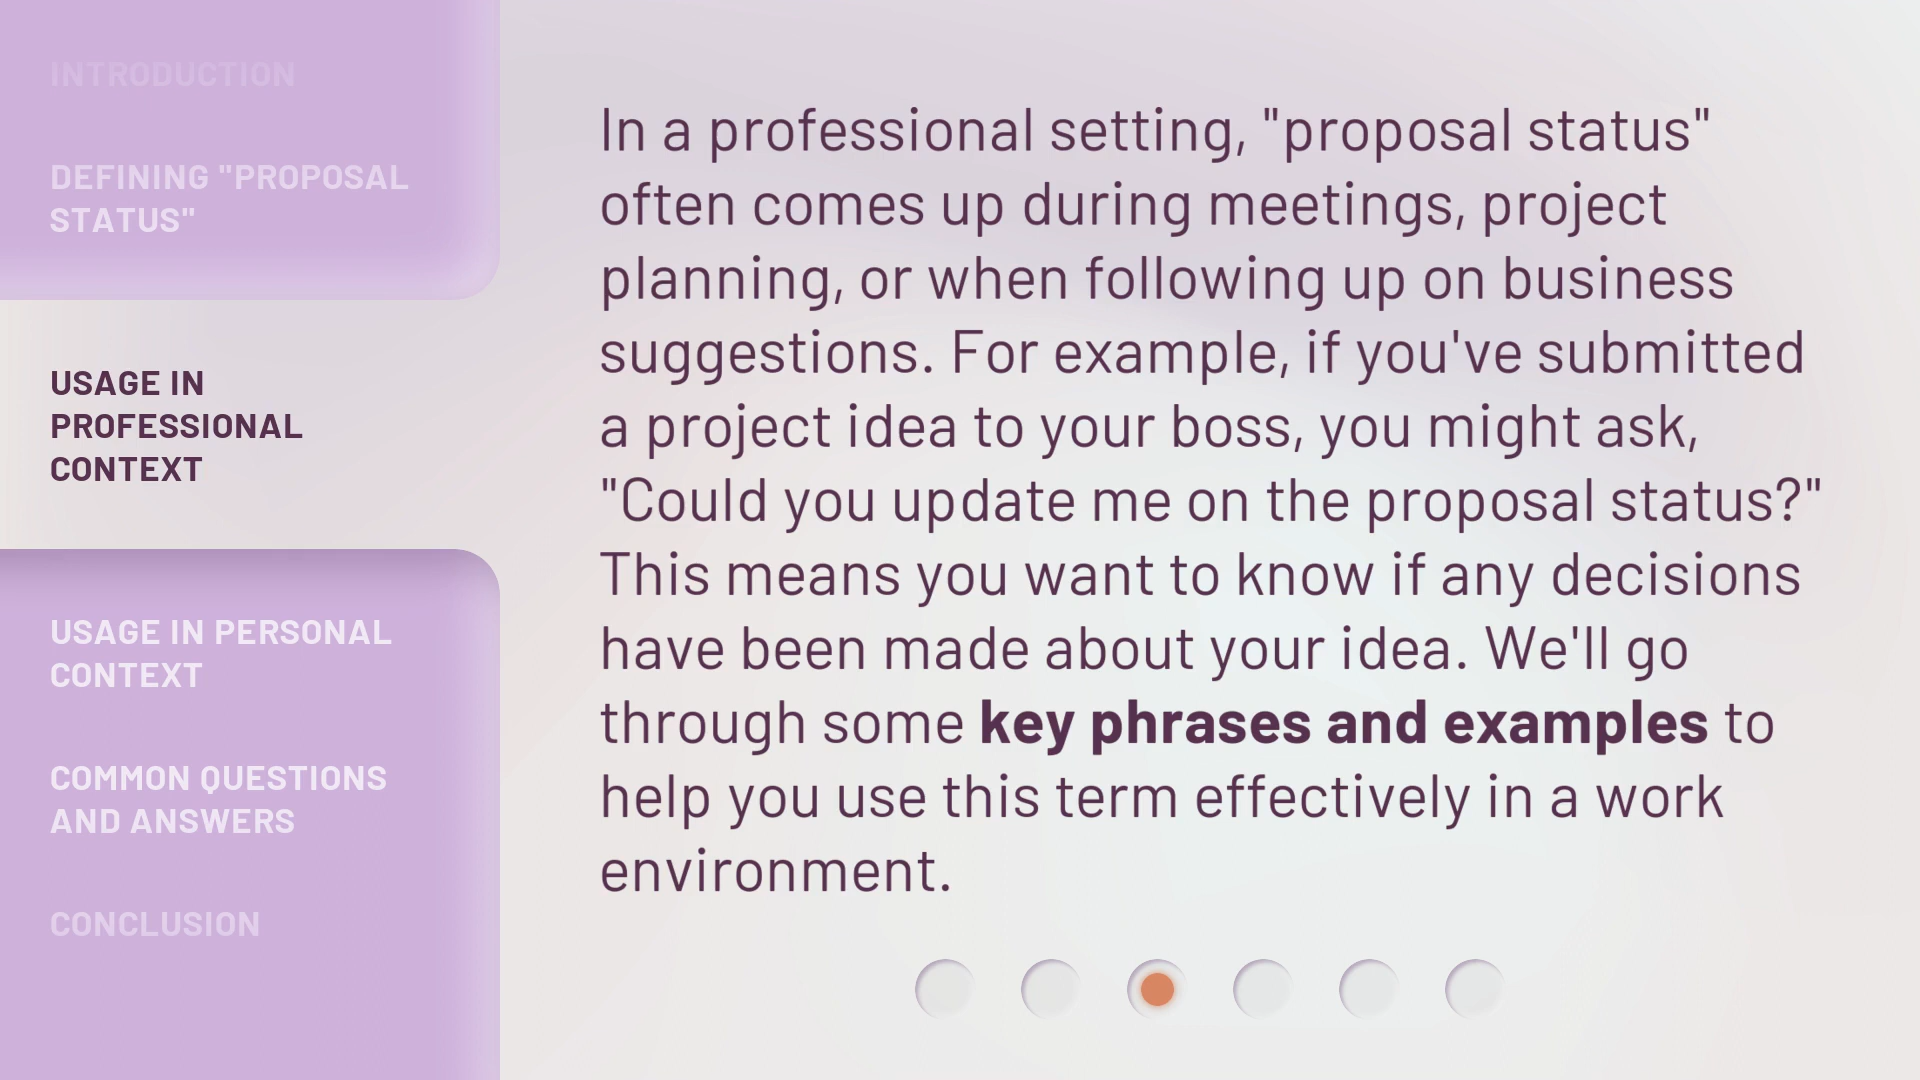 INTRODUCTION
DEFINING "PROPOSAL
STATUS"
USAGE IN
PROFESSIONAL
CONTEXT
USAGE IN PERSONAL
CONTEXT
COMMON QUESTIONS
AND ANSWERS
CONCLUSION
In a professional setting, "proposal status"
often comes up during meetings, project
planning, or when following up on business
suggestions. For example, if you've submitted
a project idea to your boss, you might ask,
"Could you update me on the proposal status?"
This means you want to know if any decisions
have been made about your idea. We'll go
through some key phrases and examples to
help you use this term effectively in a work
environment.